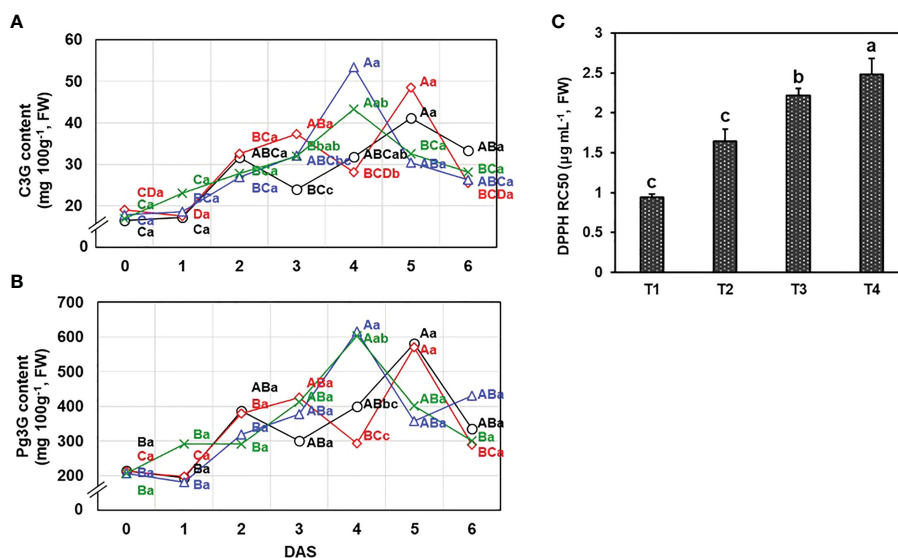 A
C3G content
(mg 100g⁻¹, FW)
60
50
40
30
20
0
CDa
Ca
Ca
Ca
Ca
BCa
Da
Ca
ABCa
BCa
BCa
ABa
Bbab
ABCbc
BCc
Aa
Aab
ABCab
BCDb
Aa
Aa
BCa
ABa
ABa
BCa
ABCa
BCDa
0 1 2 3 4 5 6
B
Pg3G content
(mg 100g⁻¹, FW)
700
600
500
400
300
200
0
Ba
Ca
Ba
Ba
Ba
Ca
Ba
Ba
ABa
Ba
Ba
Ba
ABa
ABa
ABa
ABa
Aa
Aab
ABbc
BCc
Aa
Aa
ABa
ABa
ABa
Ba
BCa
0 1 2 3 4 5 6
DAS
C
DPPH RC50 (µg mL⁻¹, FW)
3
2.5
2
1.5
1
0.5
0
c
c
b
a
T1 T2 T3 T4